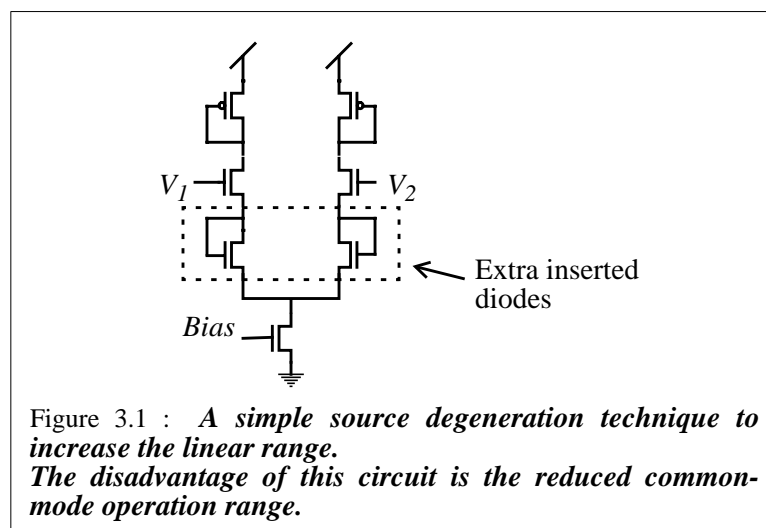 V1 V2
Extra inserted
diodes
Bias
Figure 3.1 : A simple source degeneration technique to
increase the linear range.
The disadvantage of this circuit is the reduced common-
mode operation range.